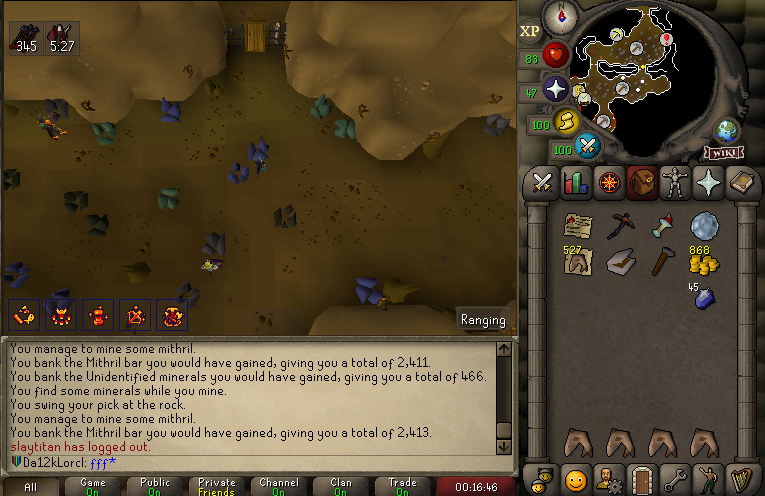 345 5:27
XP
83
47
100
100
WIKI
527
868
45
Ranging
You manage to mine some mithril.
You bank the Mithril bar you would have gained, giving you a total of 2,411.
You bank the Unidentified minerals you would have gained, giving you a total of 466.
You find some minerals while you mine.
You swing your pick at the rock.
You manage to mine some mithril.
You bank the Mithril bar you would have gained, giving you a total of 2,413.
slaytitan has logged out.
Da12kLorcl: fff*
All Game Public Private Channel Clan Trade 00:16:46
On On Friends On On On